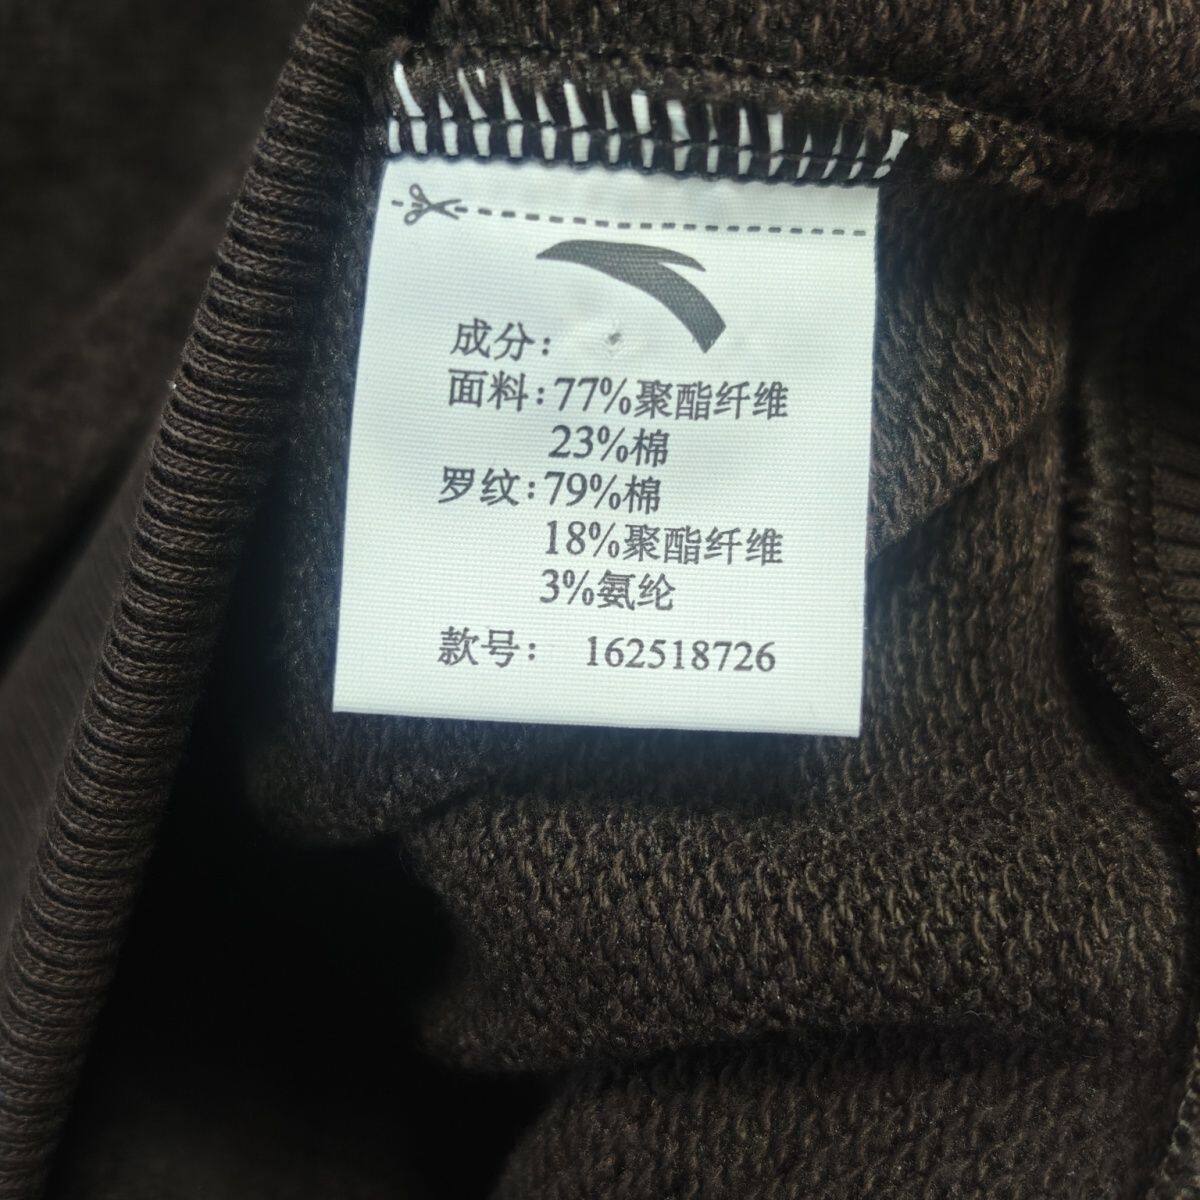 成分：
面料：77%聚酯纤维
23%棉
罗纹：79%棉
18%聚酯纤维
3%氨纶
款号： 162518726